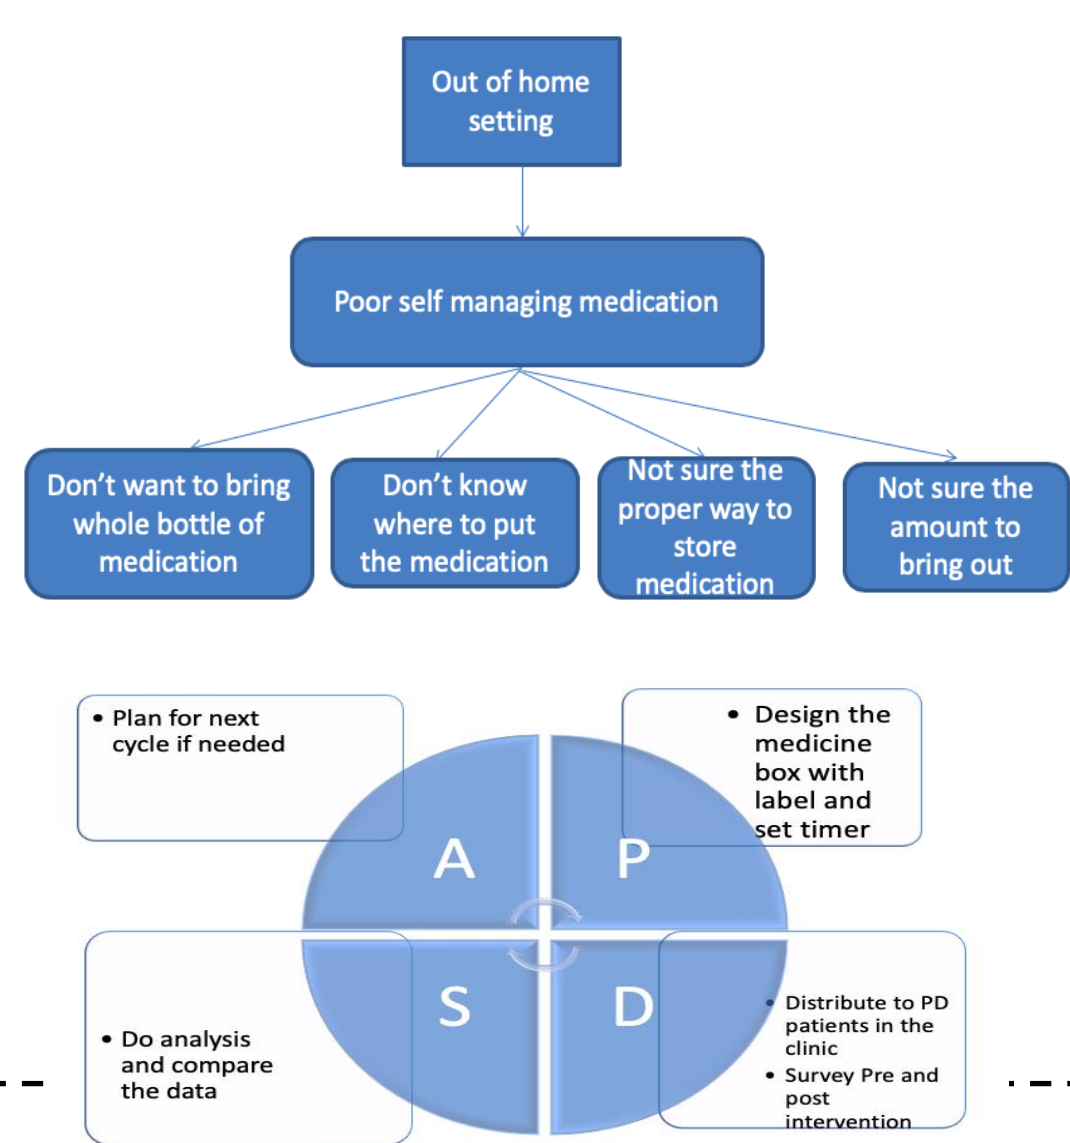 Out of home
setting
Poor self managing medication
Don't want to bring
whole bottle of
medication
Don't know
where to put
the medication
Not sure the
proper way to
store
medication
Not sure the
amount to
bring out
• Plan for next
cycle if needed
• Design the
medicine
box with
label and
set timer
A
P
S
D
• Do analysis
and compare
the data
• Distribute to PD
patients in the
clinic
• Survey Pre and
post
intervention